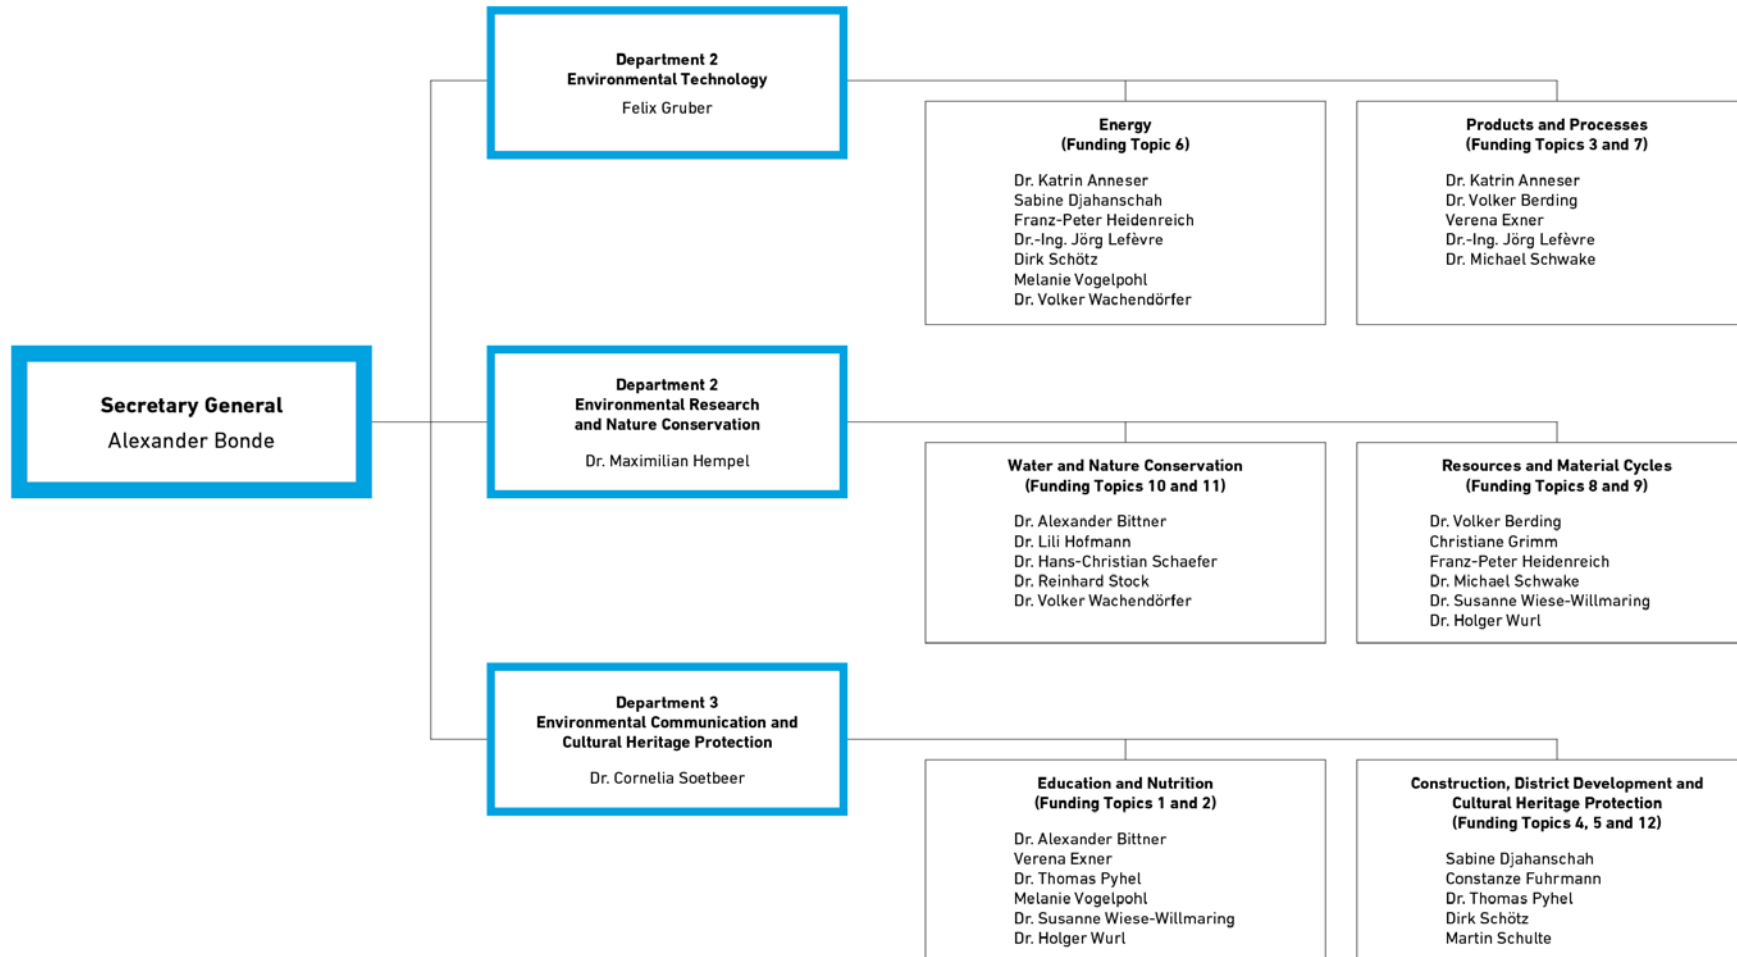 Department 2
Environmental Technology
Felix Gruber
Energy
(Funding Topic 6)
Dr. Katrin Anneser
Sabine Djahanschah
Franz-Peter Heidenreich
Dr.-Ing. Jörg Lefèvre
Dirk Schötz
Melanie Vogelpohl
Dr. Volker Wachendörfer
Products and Processes
(Funding Topics 3 and 7)
Dr. Katrin Anneser
Dr. Volker Berding
Verena Exner
Dr.-Ing. Jörg Lefèvre
Dr. Michael Schwake
Secretary General
Alexander Bonde
Department 2
Environmental Research
and Nature Conservation
Dr. Maximilian Hempel
Water and Nature Conservation
(Funding Topics 10 and 11)
Dr. Alexander Bittner
Dr. Lili Hofmann
Dr. Hans-Christian Schaefer
Dr. Reinhard Stock
Dr. Volker Wachendörfer
Resources and Material Cycles
(Funding Topics 8 and 9)
Dr. Volker Berding
Christiane Grimm
Franz-Peter Heidenreich
Dr. Michael Schwake
Dr. Susanne Wiese-Willmaring
Dr. Holger Wurl
Department 3
Environmental Communication and
Cultural Heritage Protection
Dr. Cornelia Soetbeer
Education and Nutrition
(Funding Topics 1 and 2)
Dr. Alexander Bittner
Verena Exner
Dr. Thomas Pyhel
Melanie Vogelpohl
Dr. Susanne Wiese-Willmaring
Dr. Holger Wurl
Construction, District Development and
Cultural Heritage Protection
(Funding Topics 4, 5 and 12)
Sabine Djahanschah
Constanze Fuhrmann
Dr. Thomas Pyhel
Dirk Schötz
Martin Schulte